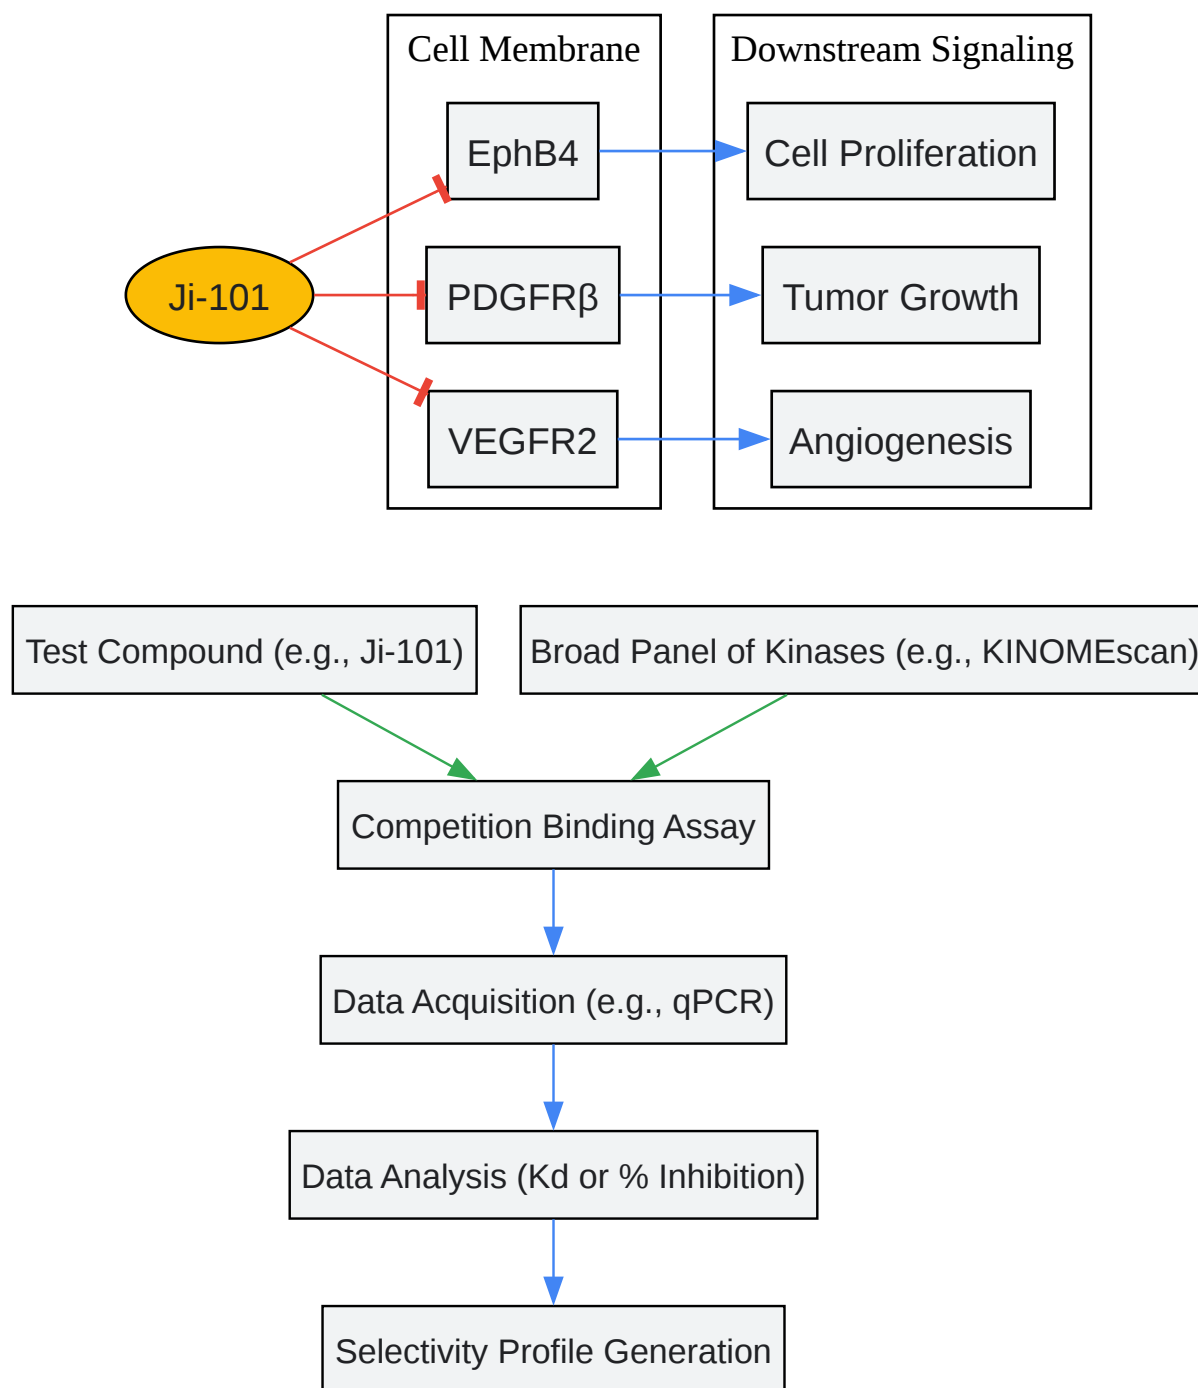 Cell Membrane
Downstream Signaling
EphB4
Cell Proliferation
Ji-101
PDGFRβ
Tumor Growth
VEGFR2
Angiogenesis
Test Compound (e.g., Ji-101)
Broad Panel of Kinases (e.g., KINOMEscan)
Competition Binding Assay
Data Acquisition (e.g., qPCR)
Data Analysis (Kd or % Inhibition)
Selectivity Profile Generation